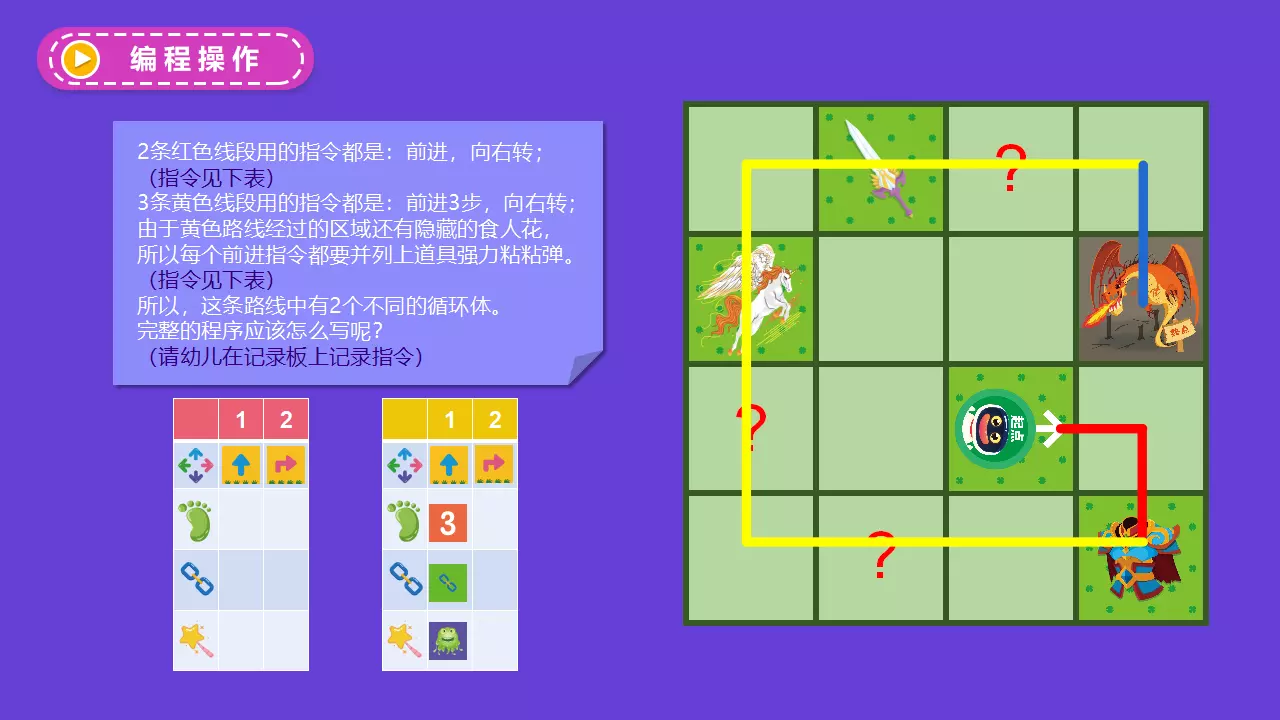 编程操作
2条红色线段用的指令都是：前进，向右转；
（指令见下表）
3条黄色线段用的指令都是：前进3步，向右转；
由于黄色路线经过的区域还有隐藏的食人花，
所以每个前进指令都要并列上道具强力粘粘弹。
（指令见下表）
所以，这条路线中有2个不同的循环体。
完整的程序应该怎么写呢？
（请幼儿在记录板上记录指令）
1 2
1 2
3
?
终点
?
起点
?